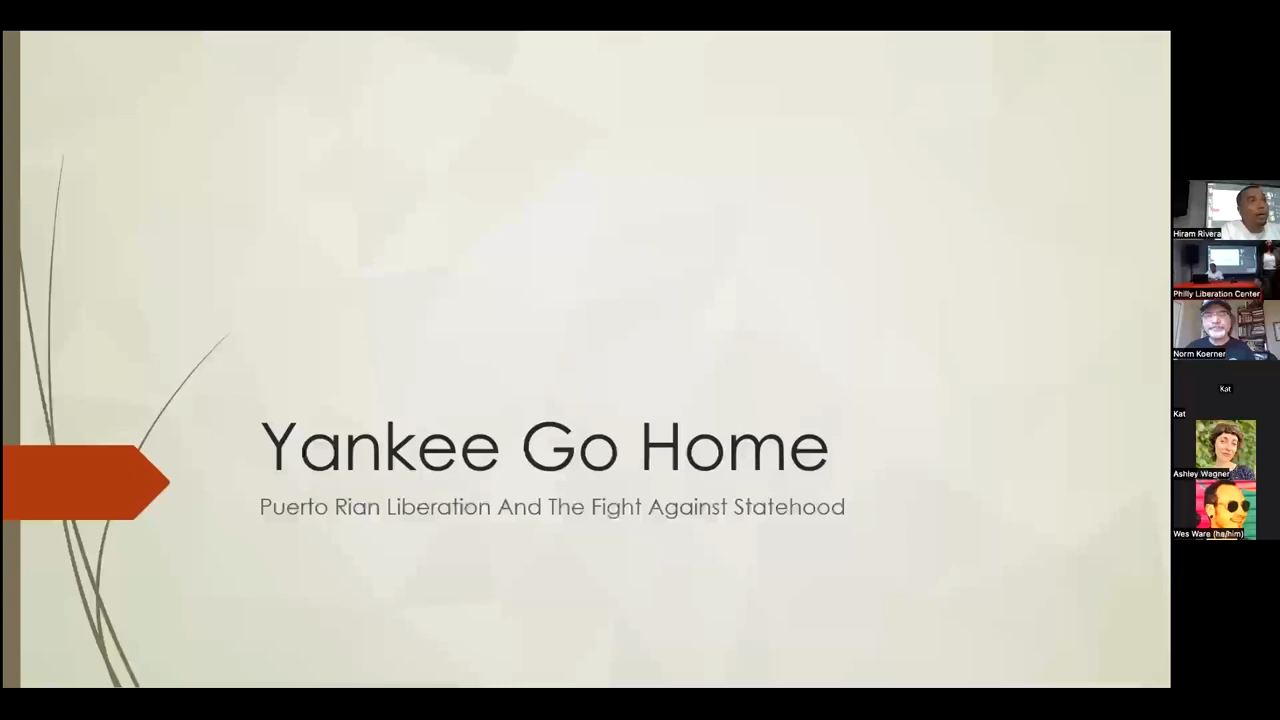 Yankee Go Home
Puerto Rian Liberation And The Fight Against Statehood
Hiram Rivera
Philly Liberation Center
Norm Koerner
Kat
Kat
Ashley Wagner
Wes Ware (he/him)